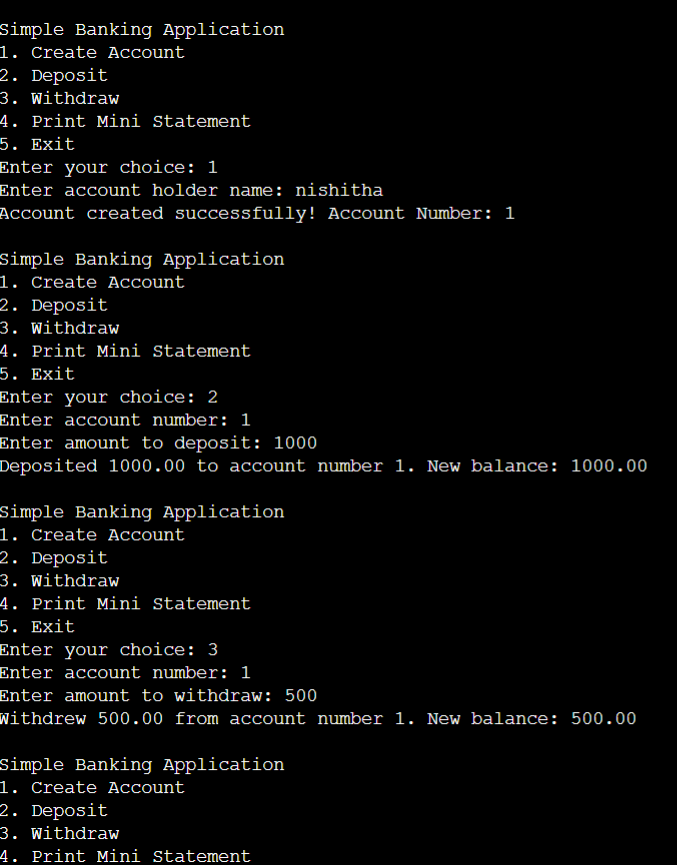 Simple Banking Application
1. Create Account
2. Deposit
3. Withdraw
4. Print Mini Statement
5. Exit
Enter your choice: 1
Enter account holder name: nishitha
Account created successfully! Account Number: 1
Simple Banking Application
1. Create Account
2. Deposit
3. Withdraw
4. Print Mini Statement
5. Exit
Enter your choice: 2
Enter account number: 1
Enter amount to deposit: 1000
Deposited 1000.00 to account number 1. New balance: 1000.00
Simple Banking Application
1. Create Account
2. Deposit
3. Withdraw
4. Print Mini Statement
5. Exit
Enter your choice: 3
Enter account number: 1
Enter amount to withdraw: 500
Withdrew 500.00 from account number 1. New balance: 500.00
Simple Banking Application
1. Create Account
2. Deposit
3. Withdraw
4. Print Mini Statement